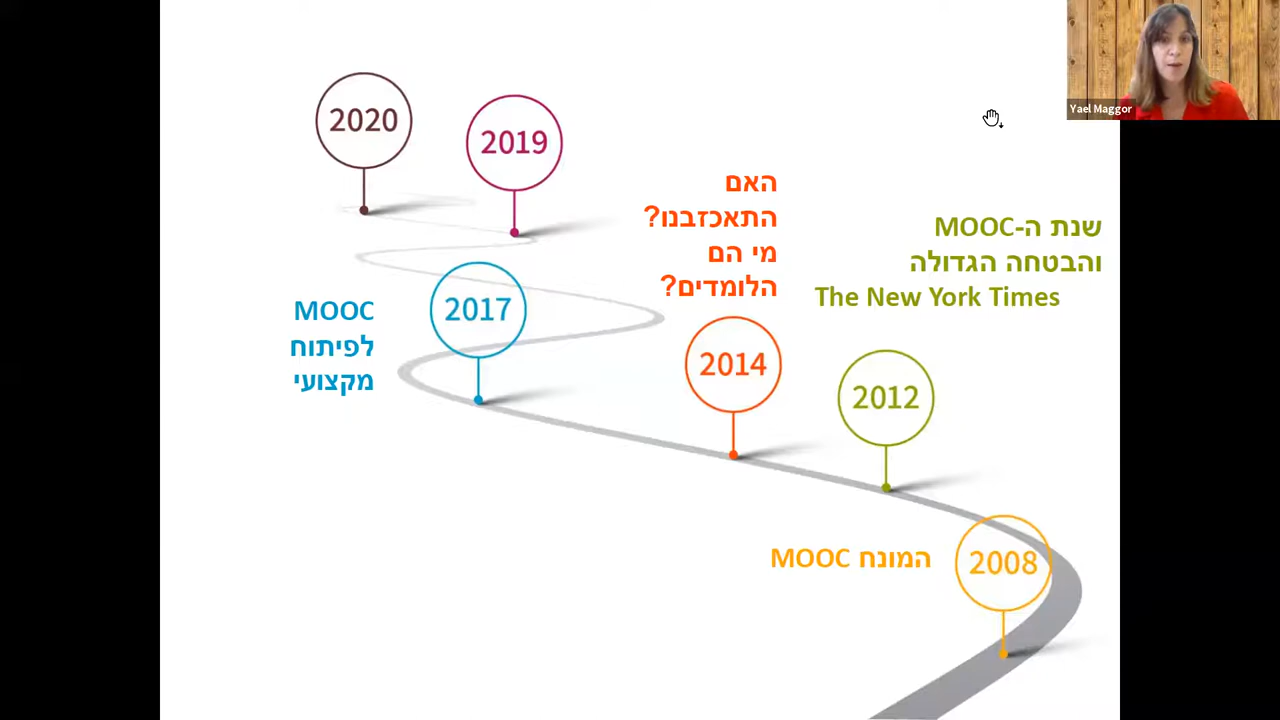 Yael Maggor
2020
2019
האם
התאכזבנו?
מי הם
הלומדים?
שנת ה-MOOC
והבטחה הגדולה
The New York Times
MOOC
לפיתוח
מקצועי
2017
2014
2012
המונח MOOC
2008